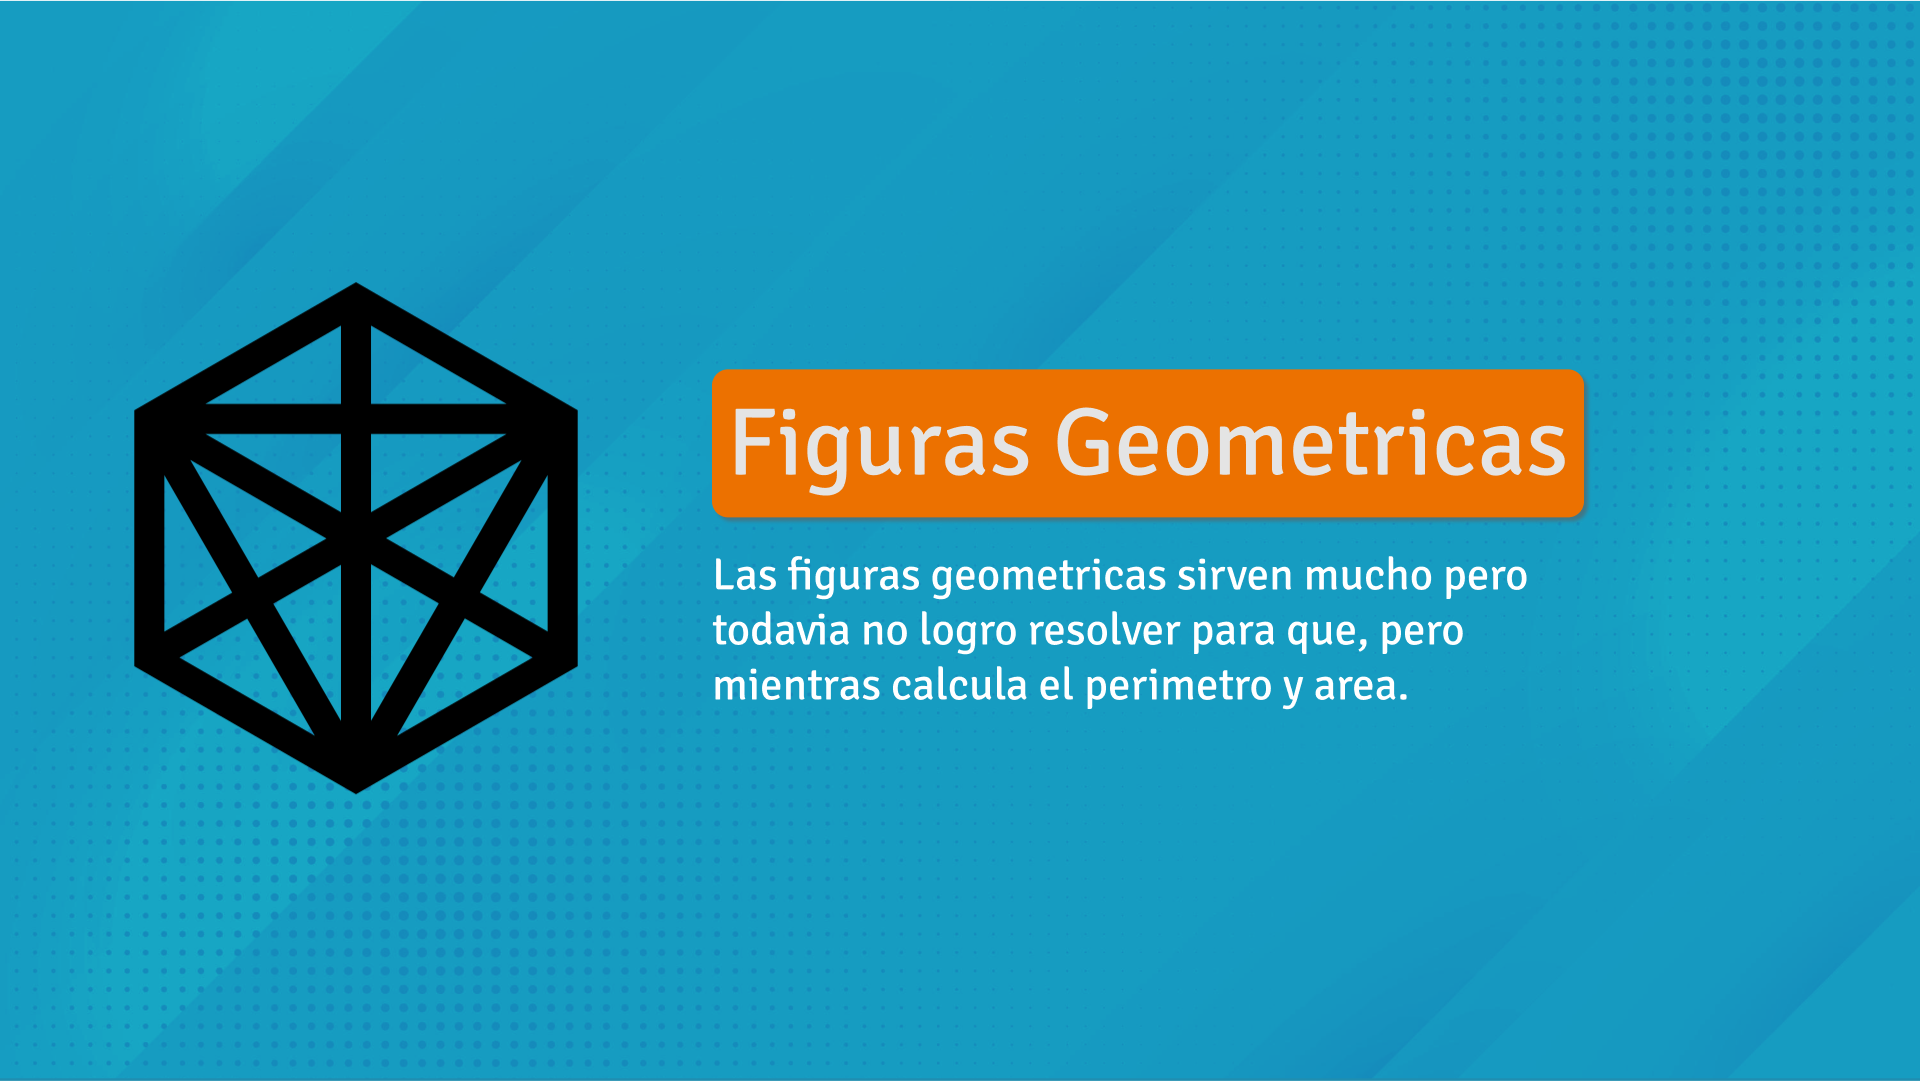 Figuras Geometricas
Las figuras geometricas sirven mucho pero
todavia no logro resolver para que, pero
mientras calcula el perimetro y area.